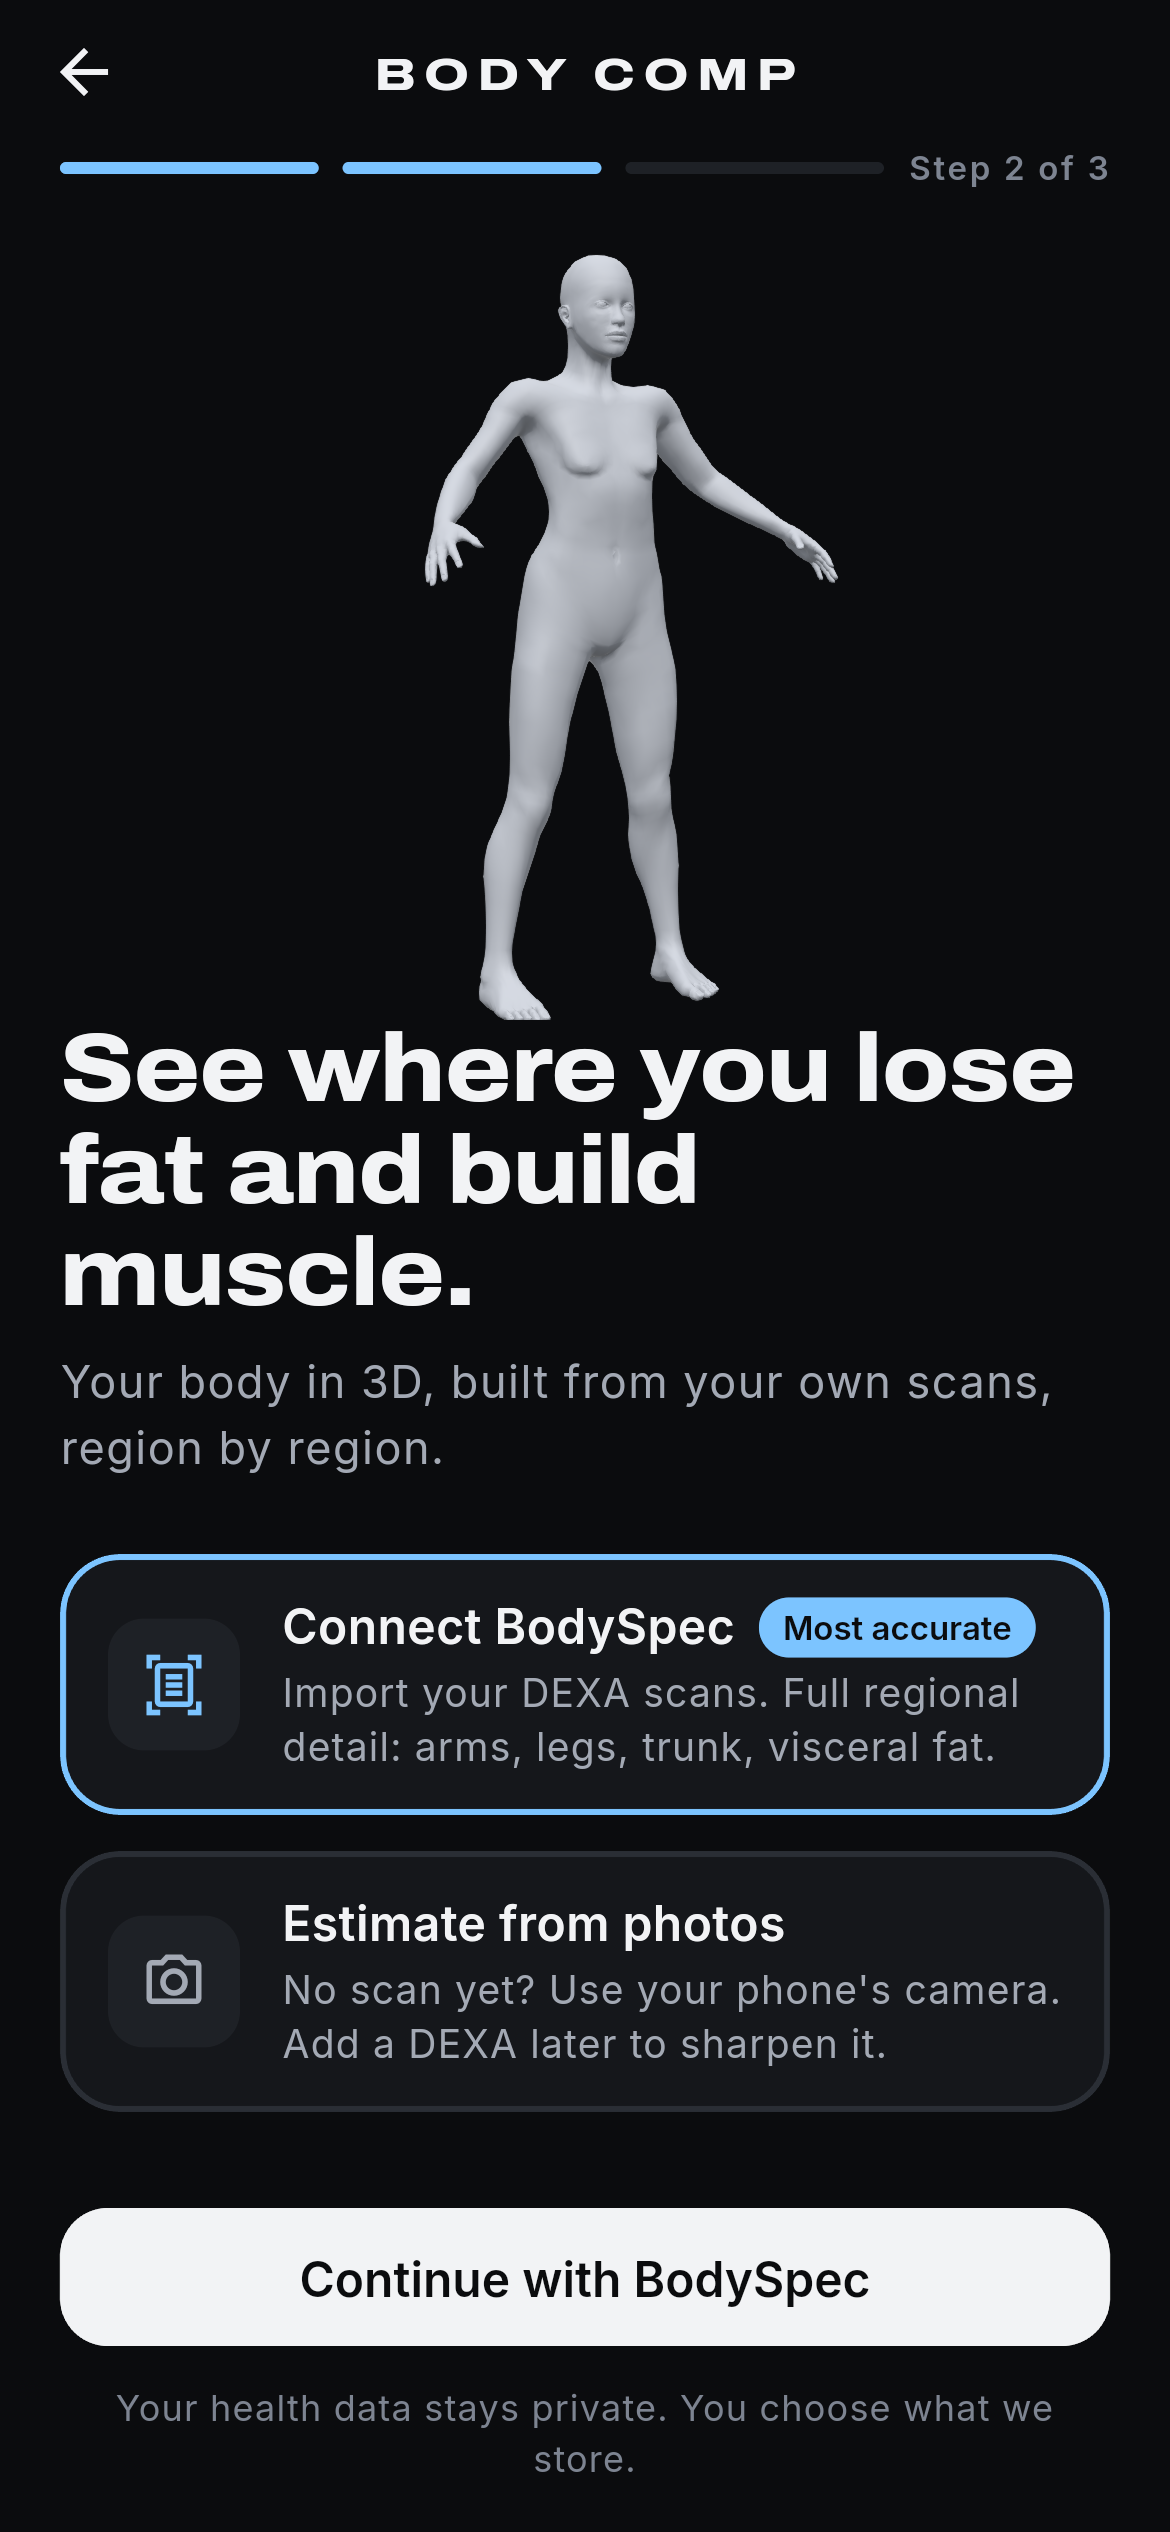 BODY COMP
Step 2 of 3
See where you lose
fat and build
muscle.
Your body in 3D, built from your own scans,
region by region.
Connect BodySpec Most accurate
Import your DEXA scans. Full regional
detail: arms, legs, trunk, visceral fat.
Estimate from photos
No scan yet? Use your phone's camera.
Add a DEXA later to sharpen it.
Continue with BodySpec
Your health data stays private. You choose what we
store.